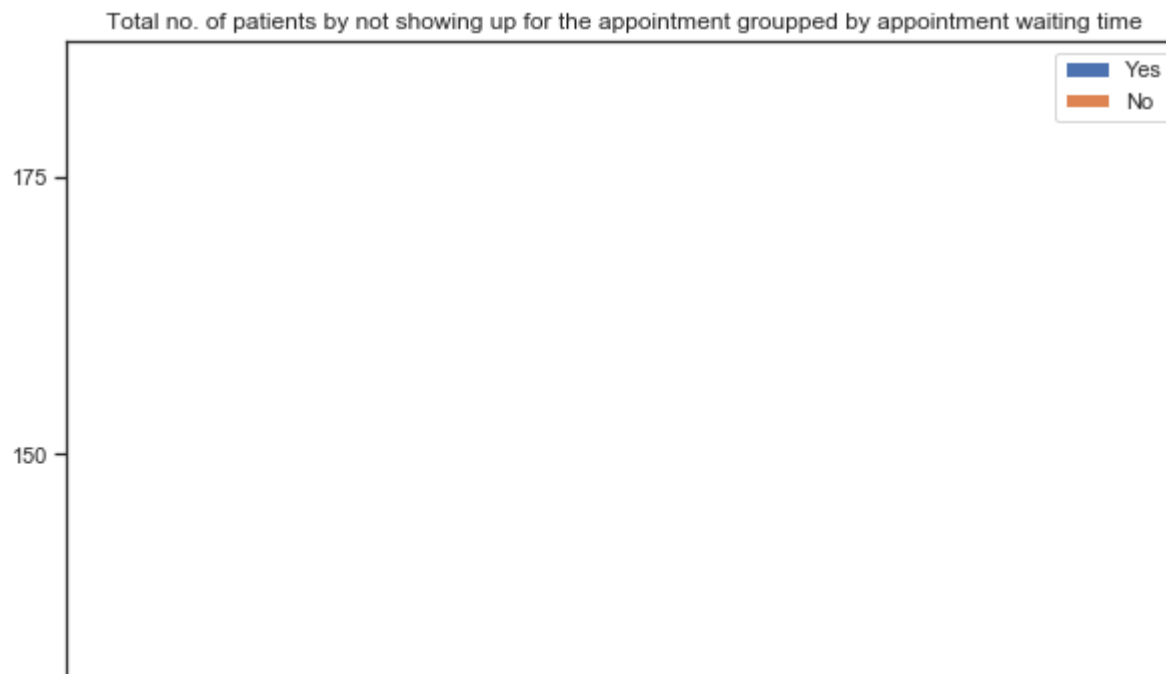 Total no. of patients by not showing up for the appointment groupped by appointment waiting time
Yes
No
175
150